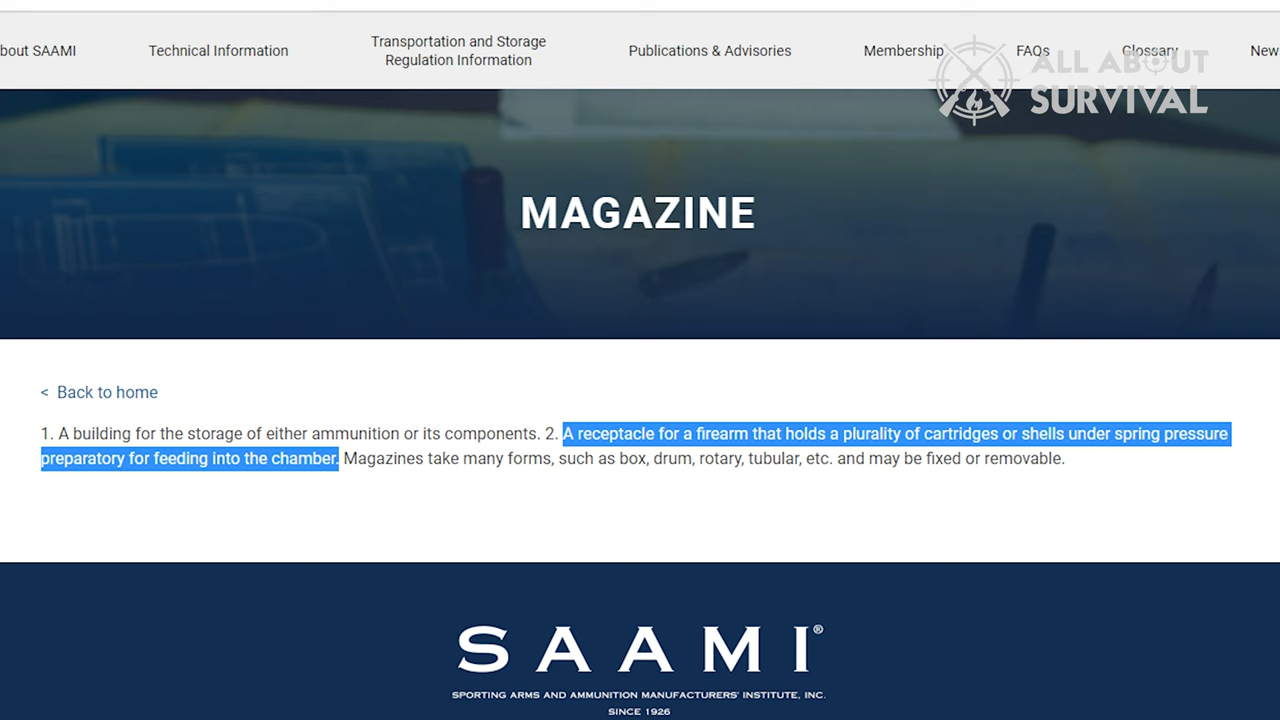 bout SAAMI
Technical Information
Transportation and Storage
Regulation Information
Publications & Advisories
Membership
FAQs
Glossary
New
ALL ABOUT
SURVIVAL
MAGAZINE
< Back to home
1. A building for the storage of either ammunition or its components. 2. A receptacle for a firearm that holds a plurality of cartridges or shells under spring pressure
preparatory for feeding into the chamber. Magazines take many forms, such as box, drum, rotary, tubular, etc. and may be fixed or removable.
SAAMI®
SPORTING ARMS AND AMMUNITION MANUFACTURERS' INSTITUTE, INC.
SINCE 1926